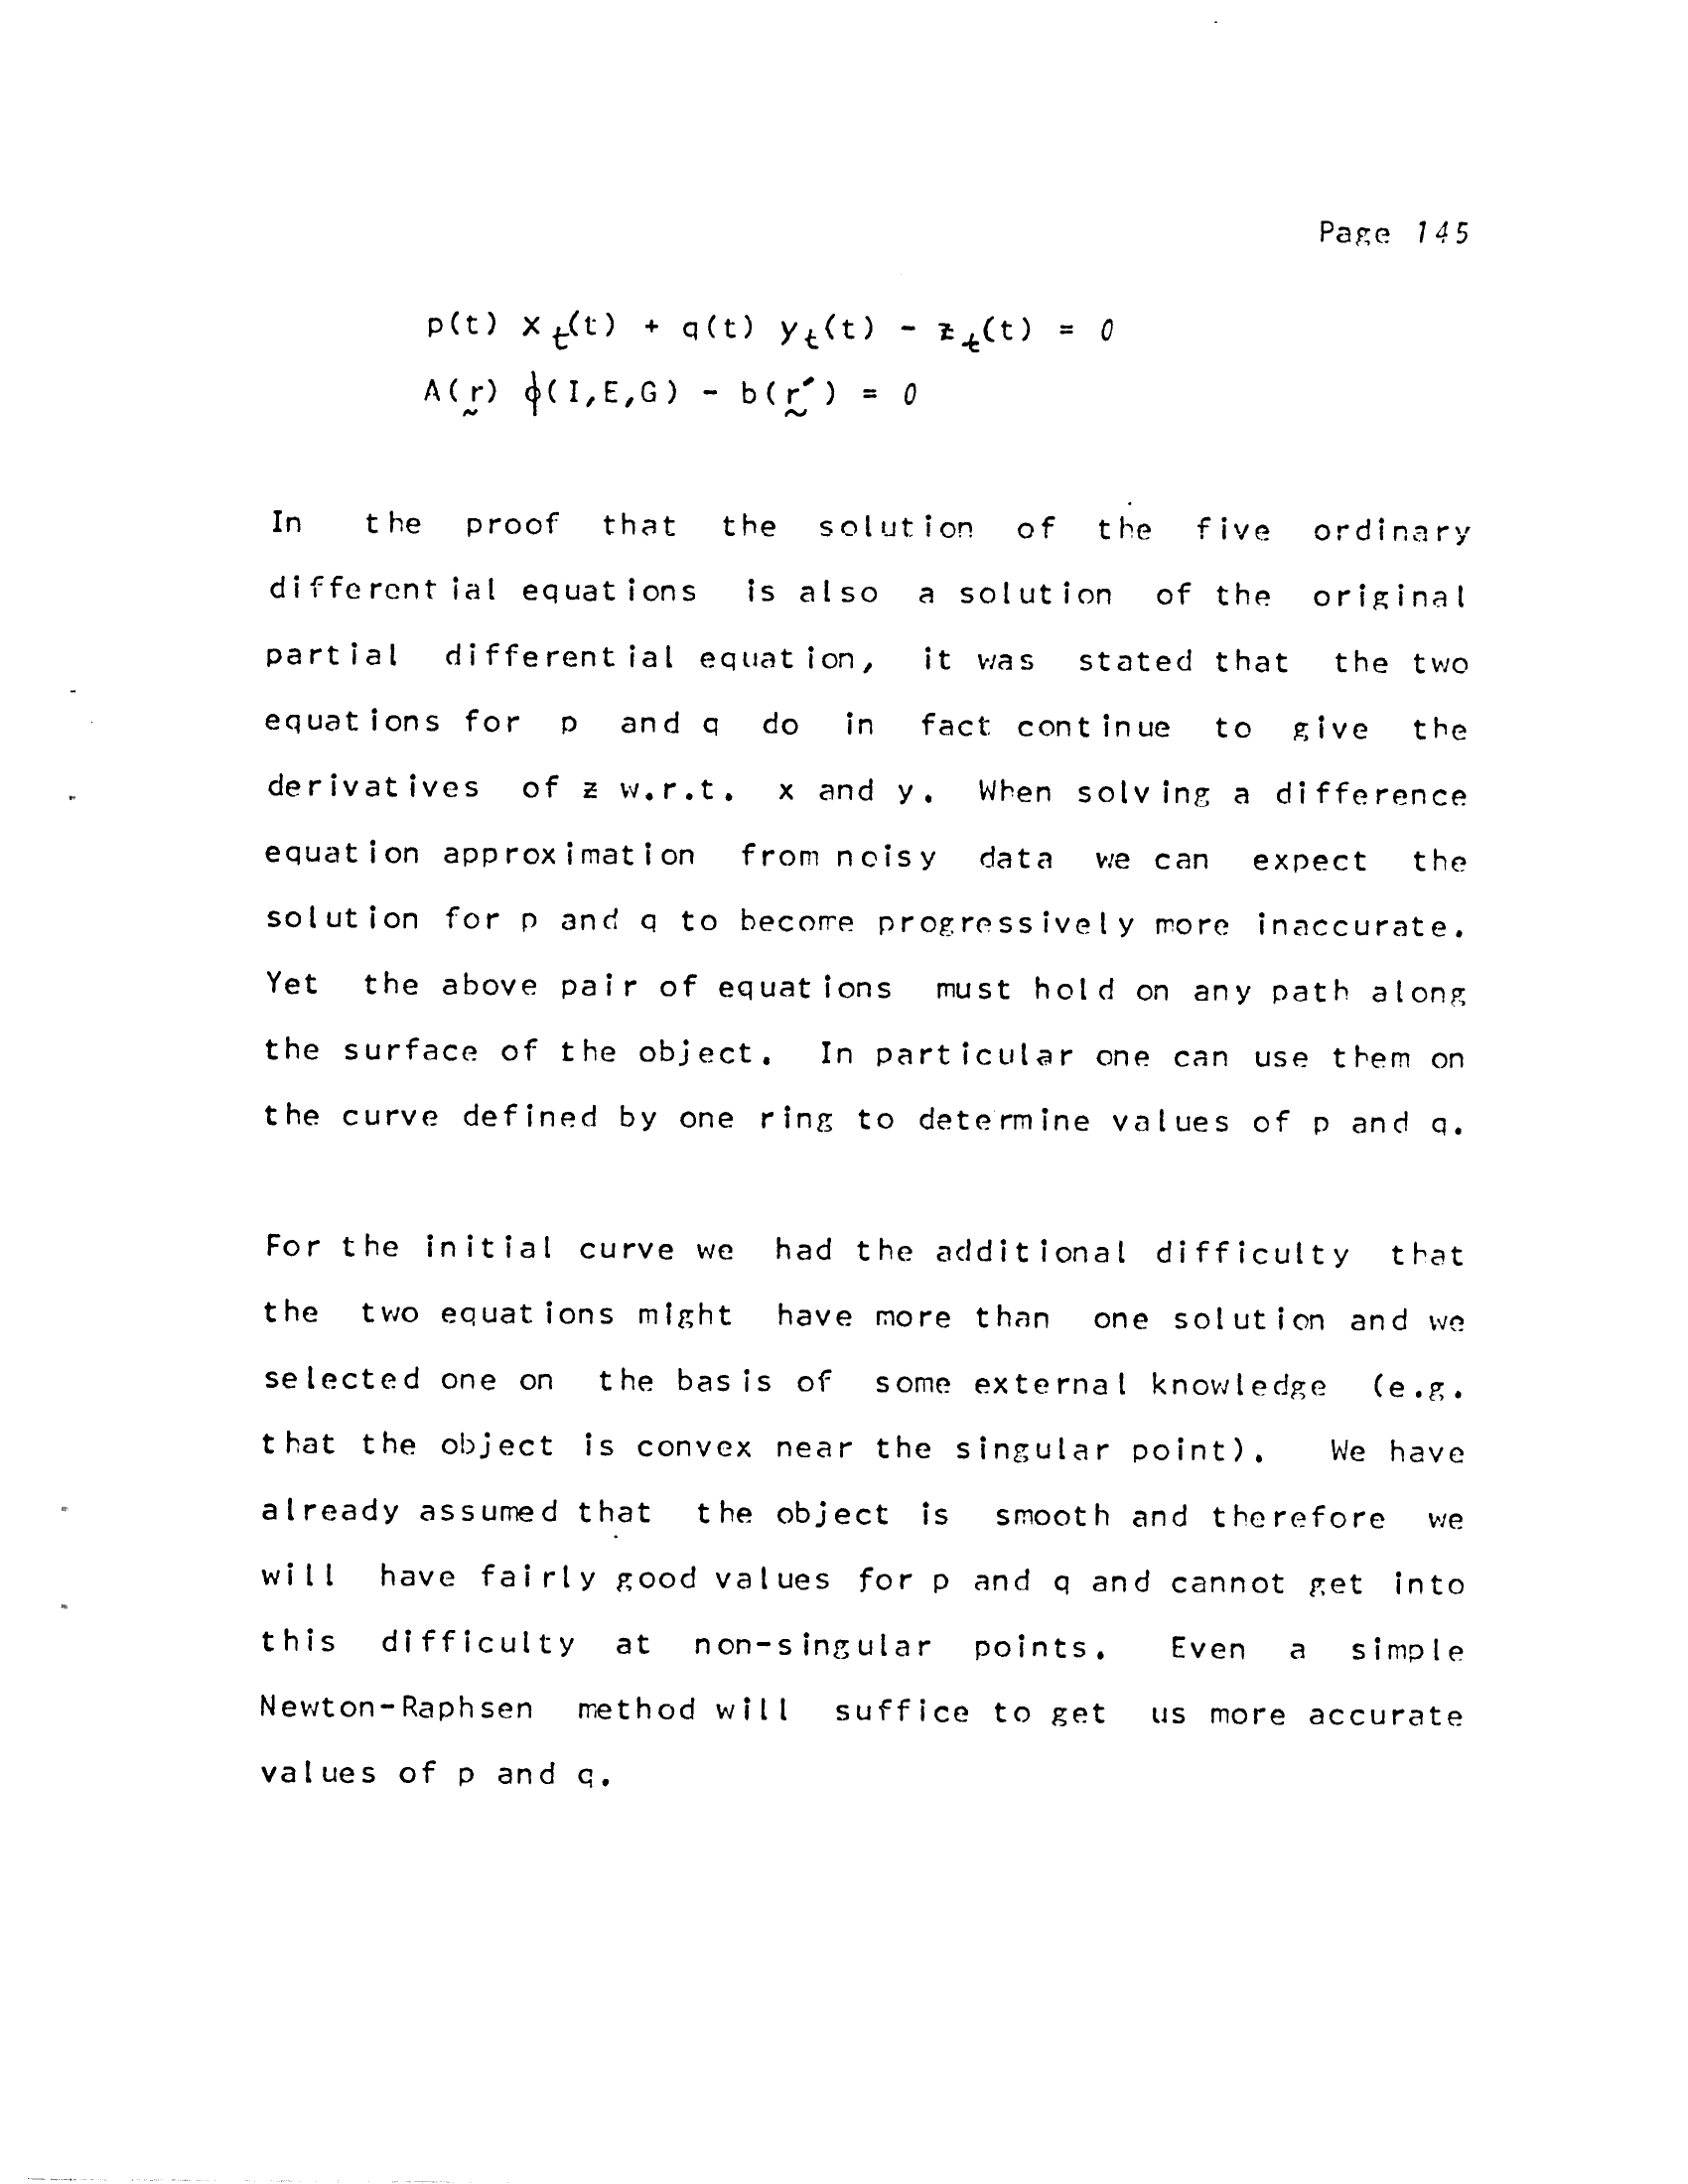 Page 145
p(t) x_t(t) + q(t) y_t(t) - z_t(t) = 0
A(r̰) ϕ(I,E,G) - b(r̰′) = 0
In the proof that the solution of the five ordinary
differential equations is also a solution of the original
partial differential equation, it was stated that the two
equations for p and q do in fact continue to give the
derivatives of z w.r.t. x and y. When solving a difference
equation approximation from noisy data we can expect the
solution for p and q to become progressively more inaccurate.
Yet the above pair of equations must hold on any path along
the surface of the object. In particular one can use them on
the curve defined by one ring to determine values of p and q.
For the initial curve we had the additional difficulty that
the two equations might have more than one solution and we
selected one on the basis of some external knowledge (e.g.
that the object is convex near the singular point). We have
already assumed that the object is smooth and therefore we
will have fairly good values for p and q and cannot get into
this difficulty at non-singular points. Even a simple
Newton-Raphsen method will suffice to get us more accurate
values of p and q.